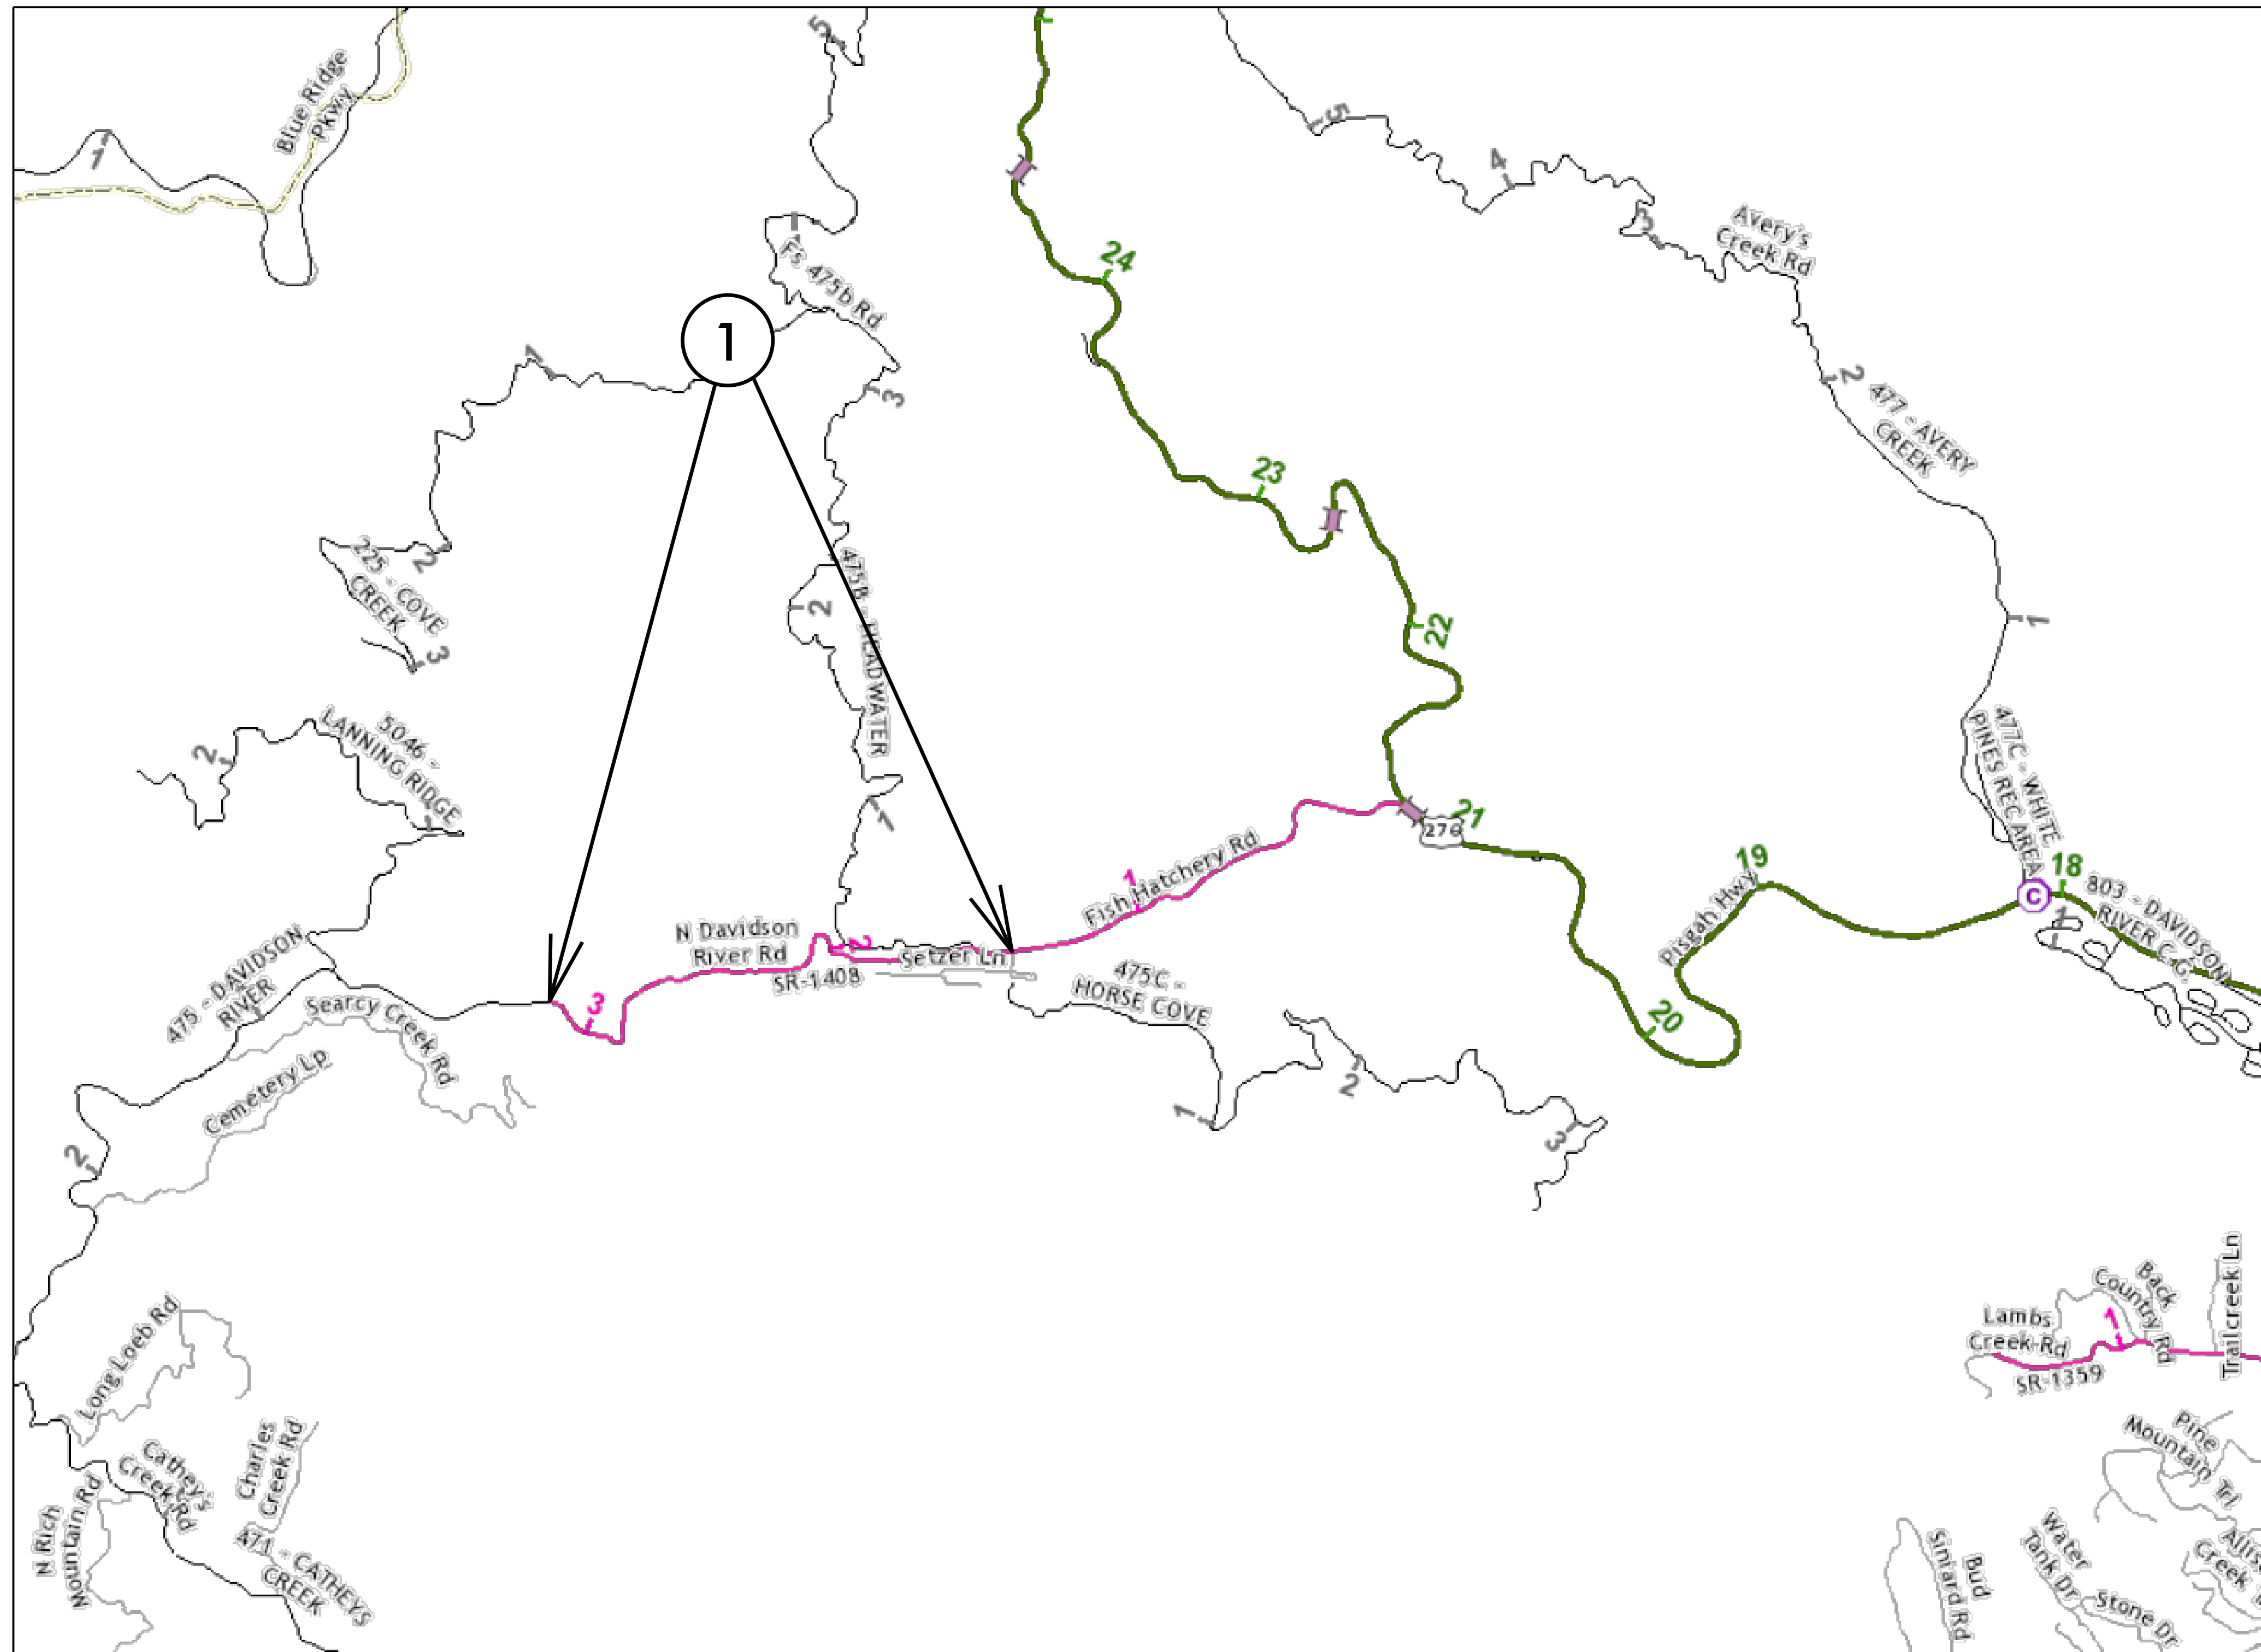 5
Blue Ridge
Pkwy
1
5
4
3
Avery's
Creek Rd
1
Fs 475b Rd
24
1
1
3
2
477 - AVERY
CREEK
23
2
225 - COVE
CREEK
3
475B - HEADWATER
2
22
1
5046 -
LANNING RIDGE
2
1
1
477C - WHITE
PINES REC AREA
21
276
19
18
C
1
803 - DAVIDSON
RIVER C.G.
Pisgah Hwy
20
1
Fish Hatchery Rd
N Davidson
River Rd
2
Setzer Ln
SR-1408
3
475C -
HORSE COVE
475 - DAVIDSON
RIVER
1
Searcy Creek Rd
Cemetery Lp
2
1
2
3
Long Loeb Rd
Lambs
Creek Rd
SR-1359
1
Back
Country Rd
Trailcreek Ln
Charles
Creek Rd
Cathey's
Creek Rd
N Rich
Mountain Rd
471 - CATHEYS
CREEK
Pine
Mountain Trl
Water
Tank Dr
Stone Dr
Bud
Siniard Rd
Creek